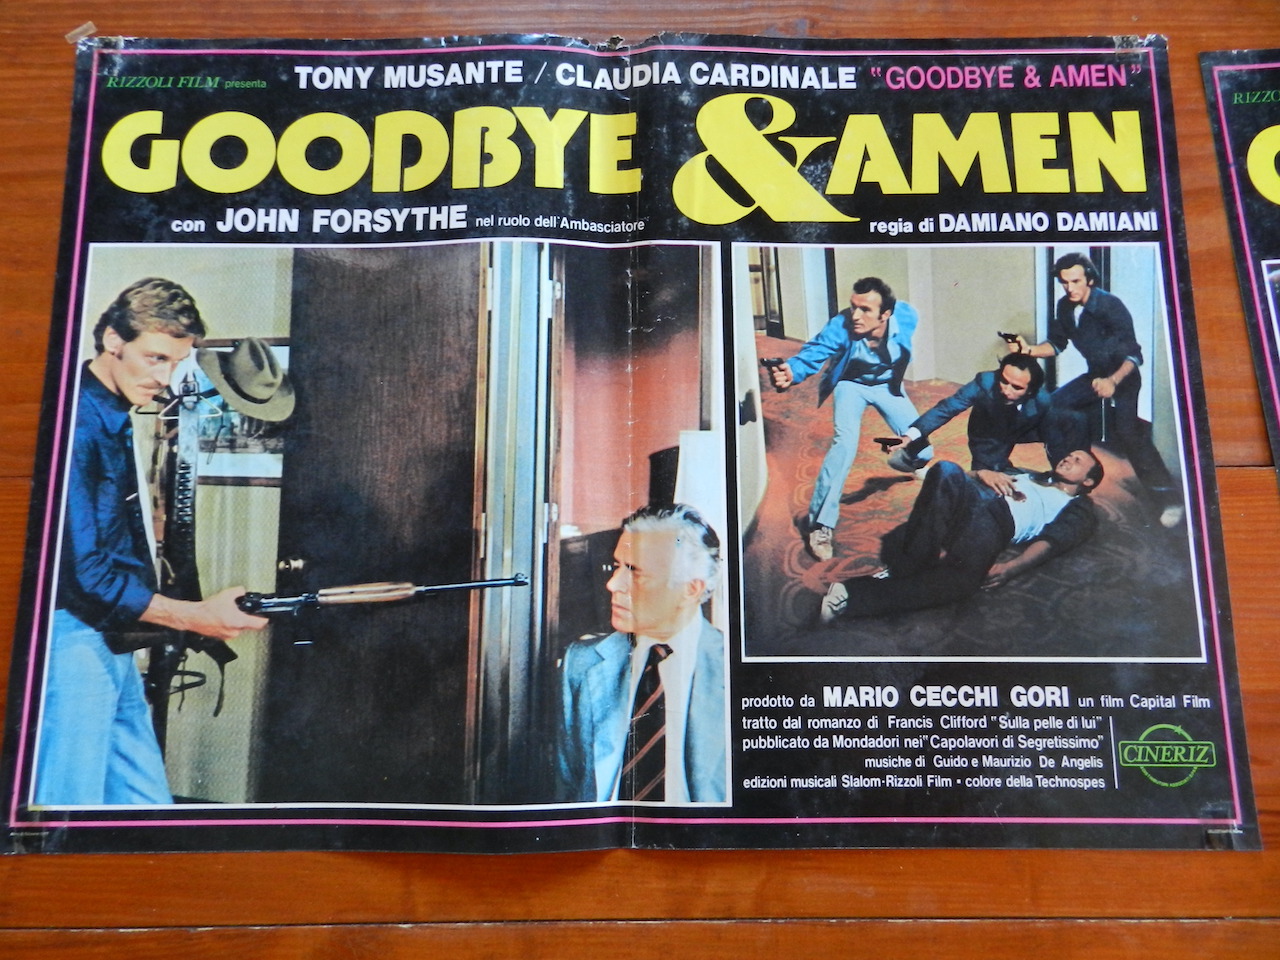 RIZZOLI FILM presenta
TONY MUSANTE / CLAUDIA CARDINALE "GOODBYE & AMEN"
GOODBYE & AMEN
con JOHN FORSYTHE nel ruolo dell'Ambasciatore
regia di DAMIANO DAMIANI
prodotto da MARIO CECCHI GORI un film Capital Film
tratto dal romanzo di Francis Clifford "Sulla pelle di lui"
pubblicato da Mondadori nei "Capolavori di Segretissimo"
musiche di Guido e Maurizio De Angelis
edizioni musicali Slalom-Rizzoli Film - colore della Technospes
CINERIZ
RIZZO